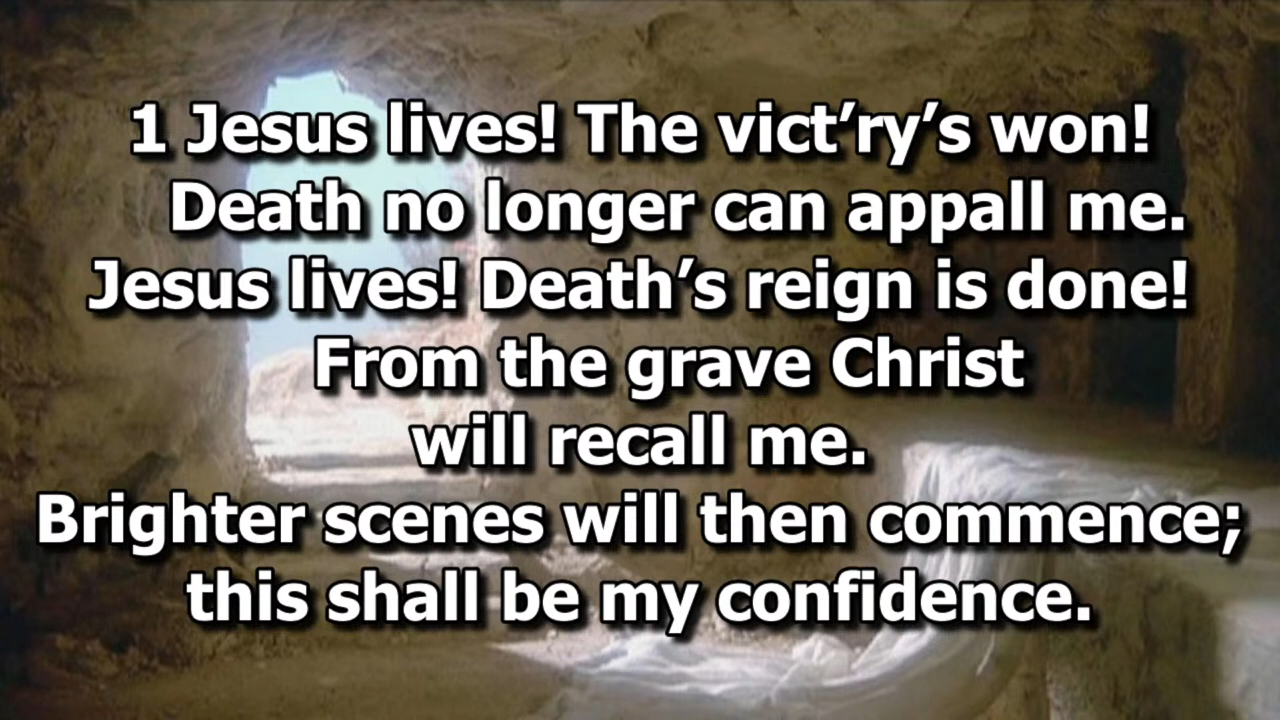 1 Jesus lives! The vict’ry’s won!
Death no longer can appall me.
Jesus lives! Death’s reign is done!
From the grave Christ
will recall me.
Brighter scenes will then commence;
this shall be my confidence.